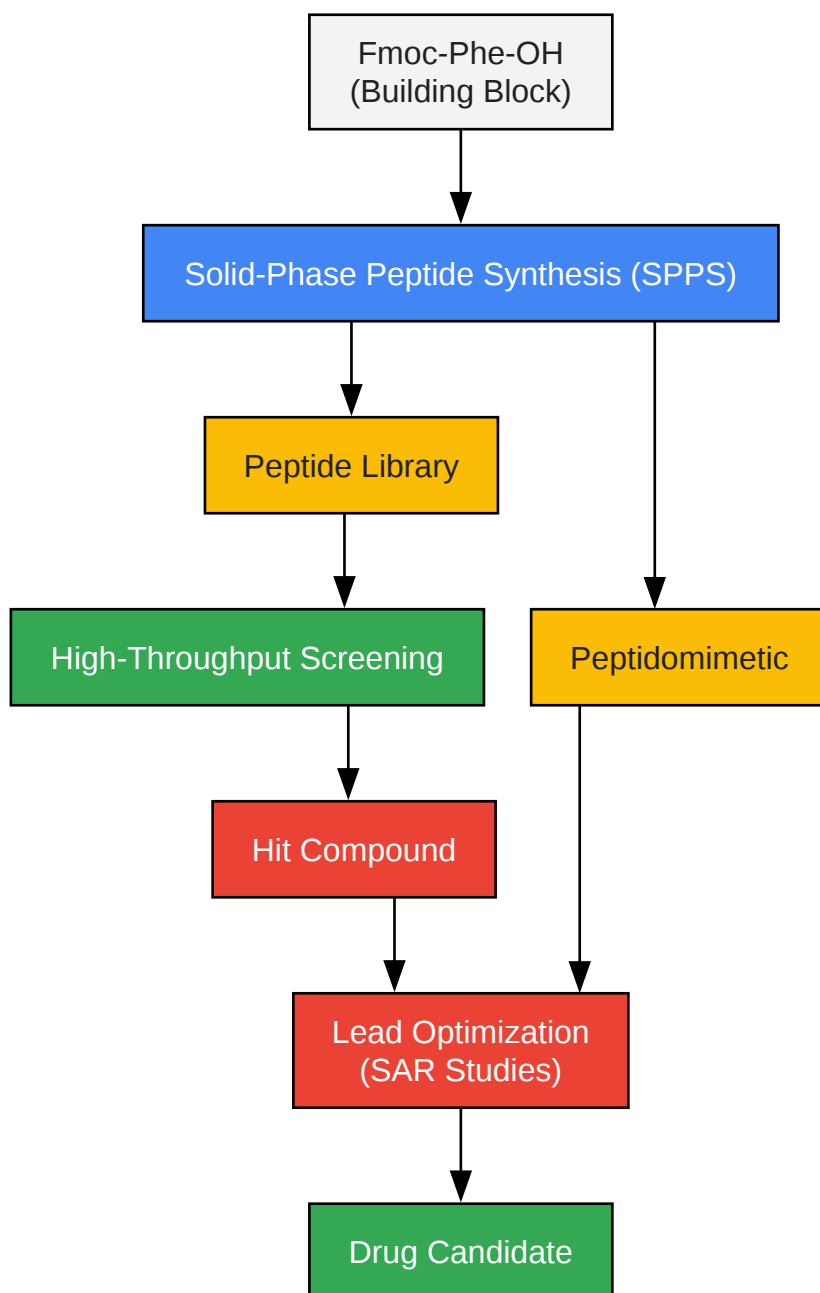 Fmoc-Phe-OH
(Building Block)
Solid-Phase Peptide Synthesis (SPPS)
Peptide Library
High-Throughput Screening
Peptidomimetic
Hit Compound
Lead Optimization
(SAR Studies)
Drug Candidate